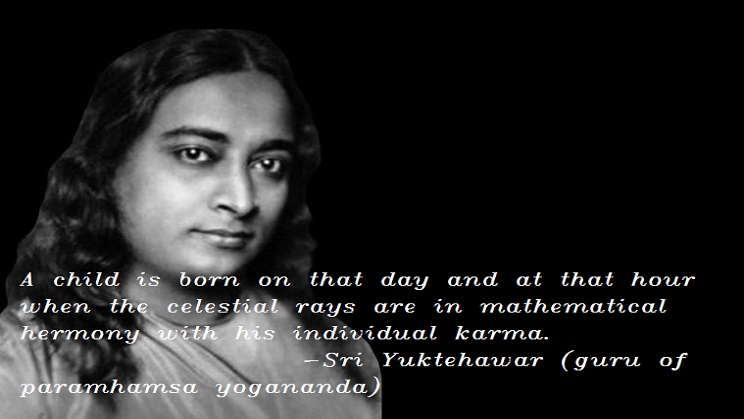 A child is born on that day and at that hour
when the celestial rays are in mathematical
hermony with his individual karma.
-Sri Yuktehawar (guru of
paramhamsa yogananda)